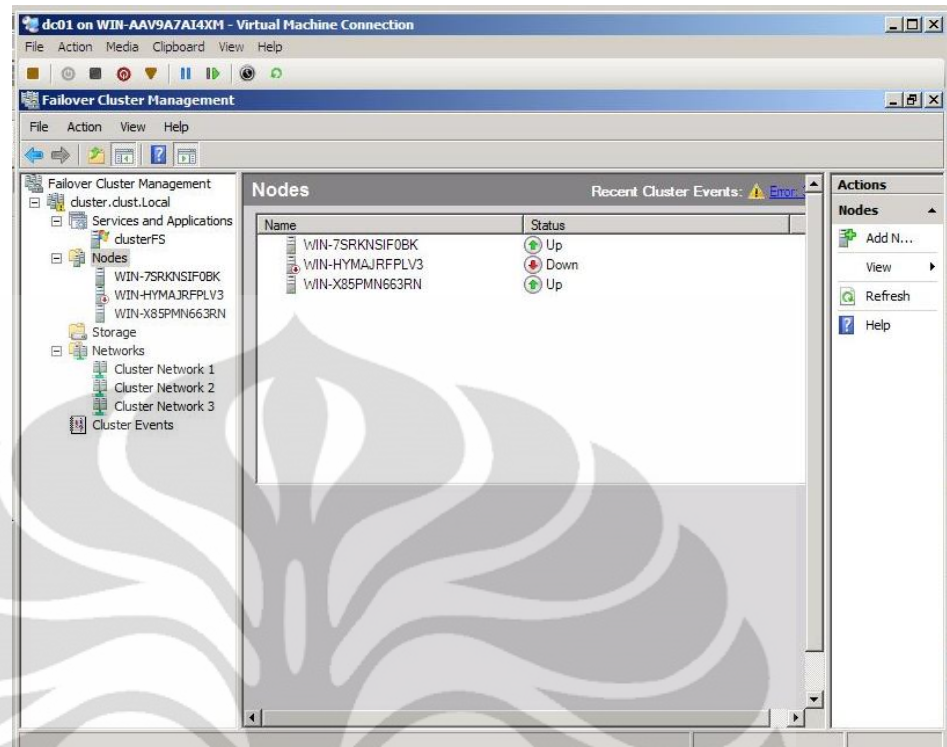 dc01 on WIN-AAV9A7AI4XM - Virtual Machine Connection
File Action Media Clipboard View Help
Failover Cluster Management
File Action View Help
Failover Cluster Management
cluster.clust.Local
Services and Applications
clusterFS
Nodes
WIN-7SRKNSIF0BK
WIN-HYMAJRFPLV3
WIN-X85PMN663RN
Storage
Networks
Cluster Network 1
Cluster Network 2
Cluster Network 3
Cluster Events
Nodes Recent Cluster Events: Error:
Name Status
WIN-7SRKNSIF0BK Up
WIN-HYMAJRFPLV3 Down
WIN-X85PMN663RN Up
Actions
Nodes
Add N...
View
Refresh
Help